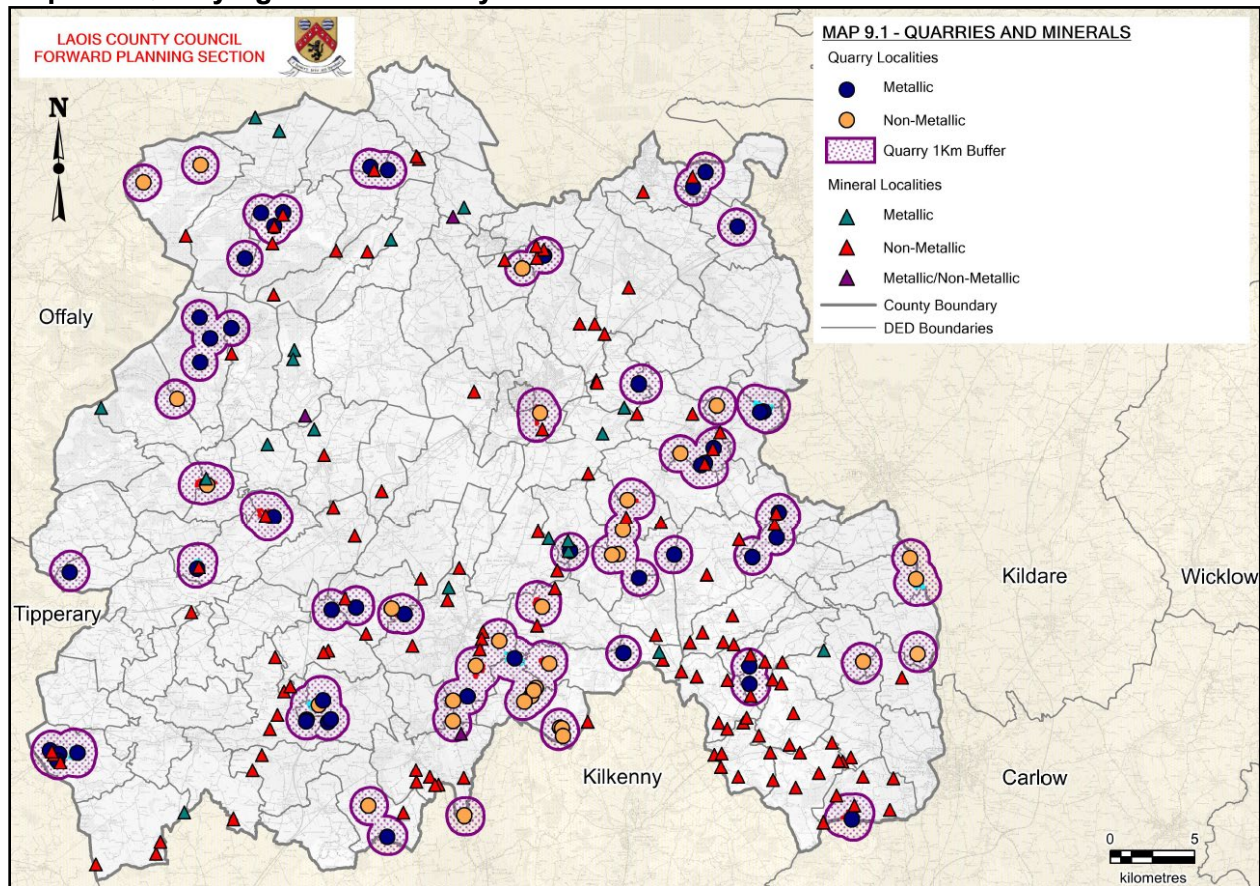 LAOIS COUNTY COUNCIL
FORWARD PLANNING SECTION
N
MAP 9.1 - QUARRIES AND MINERALS
Quarry Localities
Metallic
Non-Metallic
Quarry 1Km Buffer
Mineral Localities
Metallic
Non-Metallic
Metallic/Non-Metallic
County Boundary
DED Boundaries
Offaly
Tipperary
Kildare
Wicklow
Kilkenny
Carlow
0 5
kilometres